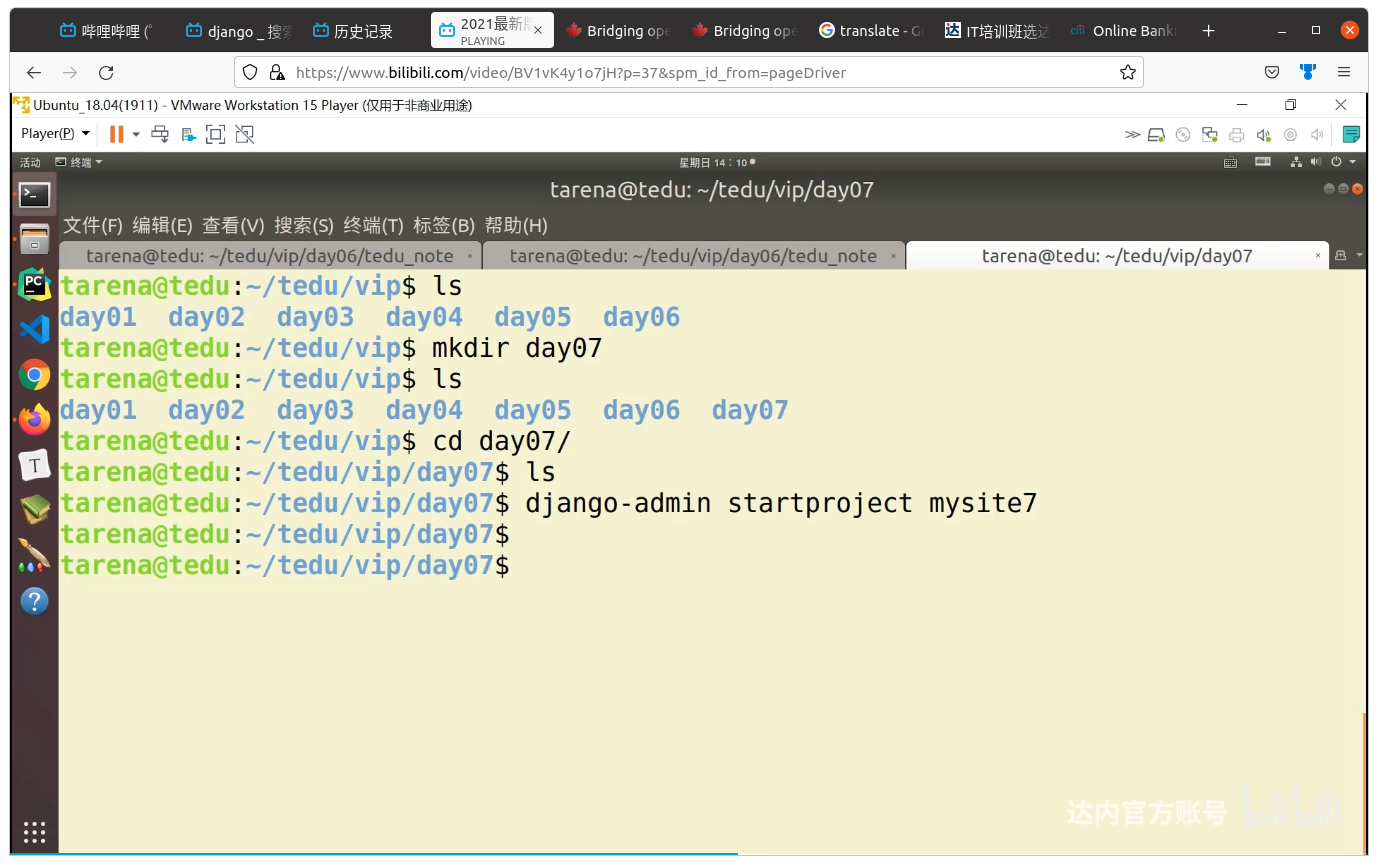 哔哩哔哩 (
django _ 搜
历史记录
2021最新
PLAYING
Bridging ope
Bridging ope
translate - G
IT培训班选达
citi Online Bank
https://www.bilibili.com/video/BV1vK4y1o7jH?p=37&spm_id_from=pageDriver
Ubuntu_18.04(1911) - VMware Workstation 15 Player (仅用于非商业用途)
Player(P)
活动 终端 星期日 14：10
tarena@tedu: ~/tedu/vip/day07
文件(F) 编辑(E) 查看(V) 搜索(S) 终端(T) 标签(B) 帮助(H)
tarena@tedu: ~/tedu/vip/day06/tedu_note
tarena@tedu: ~/tedu/vip/day06/tedu_note
tarena@tedu: ~/tedu/vip/day07
tarena@tedu:~/tedu/vip$ ls
day01 day02 day03 day04 day05 day06
tarena@tedu:~/tedu/vip$ mkdir day07
tarena@tedu:~/tedu/vip$ ls
day01 day02 day03 day04 day05 day06 day07
tarena@tedu:~/tedu/vip$ cd day07/
tarena@tedu:~/tedu/vip/day07$ ls
tarena@tedu:~/tedu/vip/day07$ django-admin startproject mysite7
tarena@tedu:~/tedu/vip/day07$
tarena@tedu:~/tedu/vip/day07$
PC
T
达内官方账号 bilibili